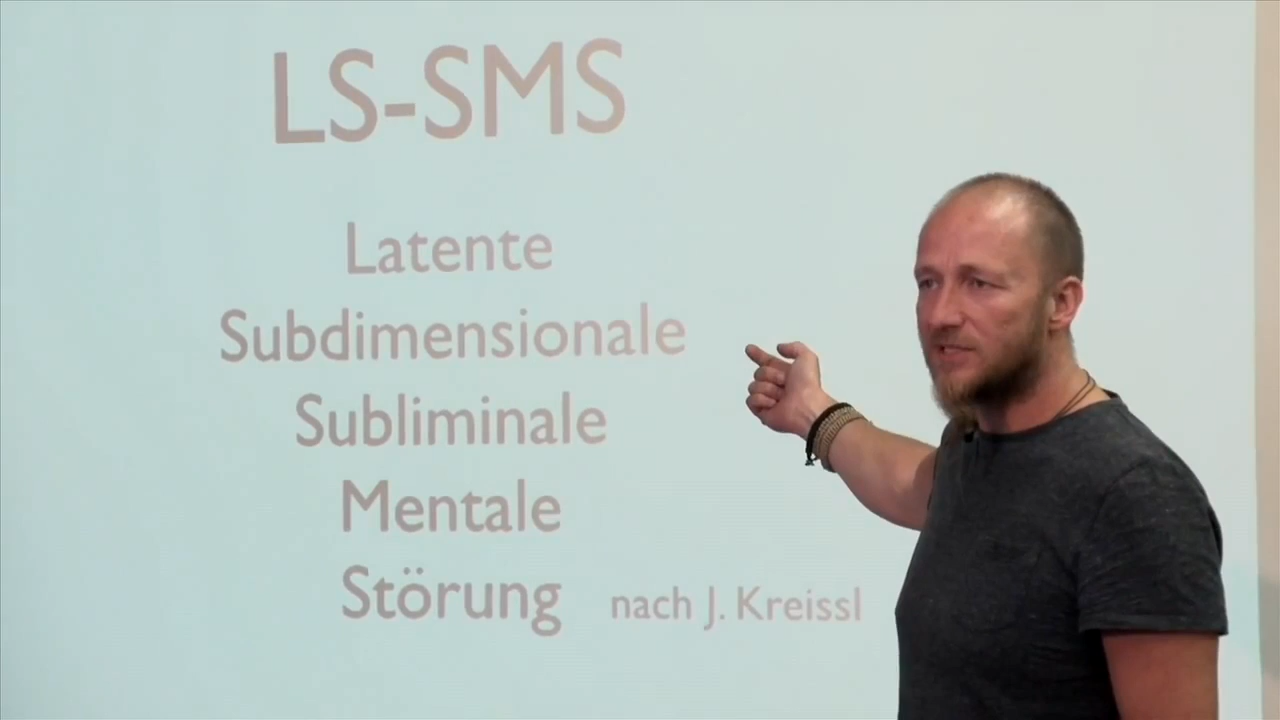 LS-SMS
Latente
Subdimensionale
Subliminale
Mentale
Störung nach J. Kreissl